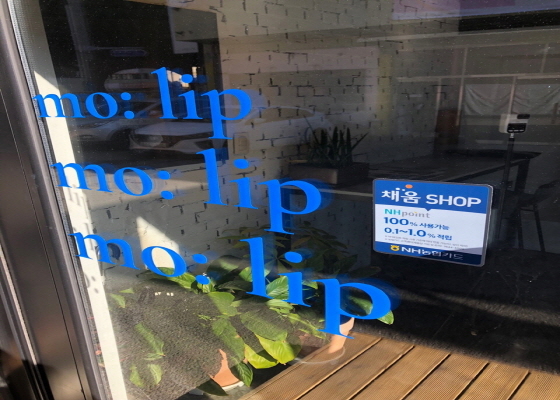 mo: lip
mo: lip
mo: lip
채움 SHOP
NHpoint
100% 사용가능
0.1~1.0% 적립
NH농협카드